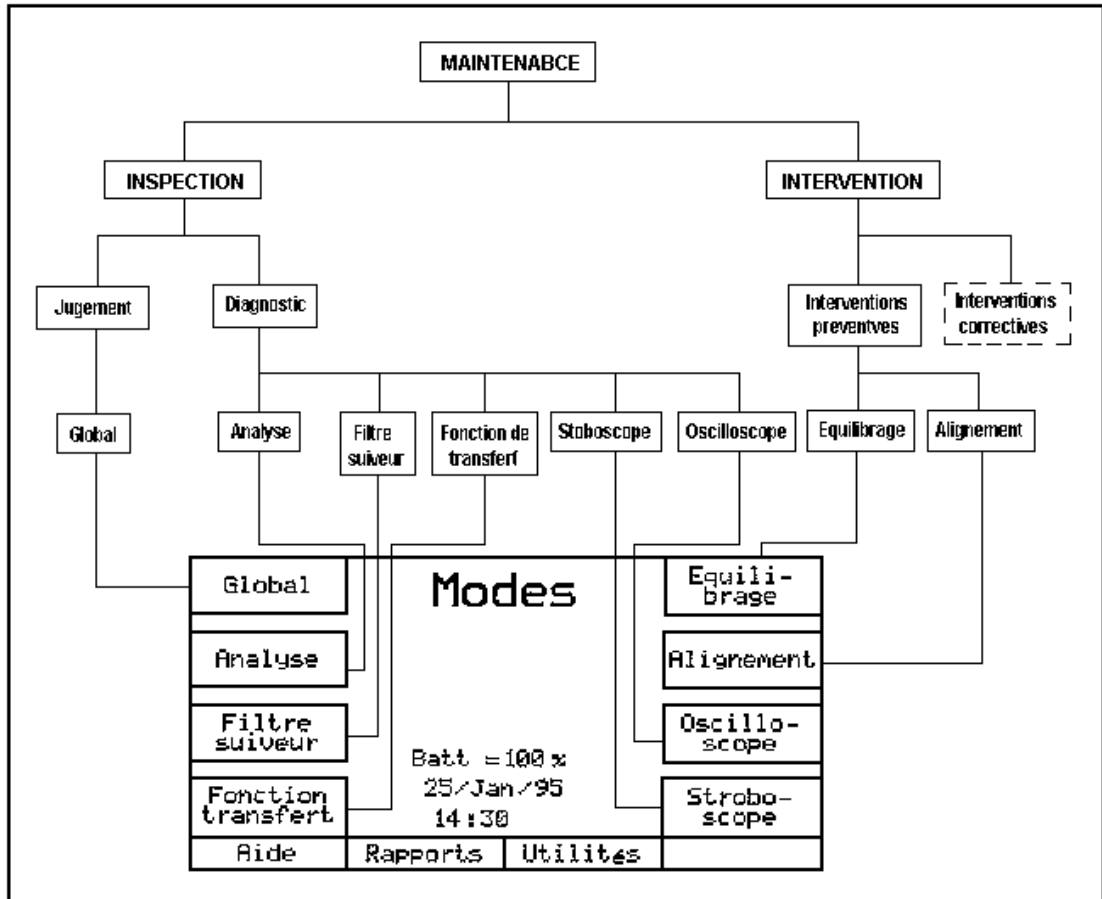 MAINTENABCE
INSPECTION
INTERVENTION
Jugement
Diagnostic
Interventions
preventves
Interventions
correctives
Global
Analyse
Filtre
suiveur
Fonction de
transfert
Stoboscope
Oscilloscope
Equilibrage
Alignement
Modes
Global
Analyse
Filtre
suiveur
Fonction
transfert
Equili-
brage
Alignement
Oscillo-
scope
Strobo-
scope
Batt =100 %
25/Jan/95
14:30
Aide
Rapports
Utilités